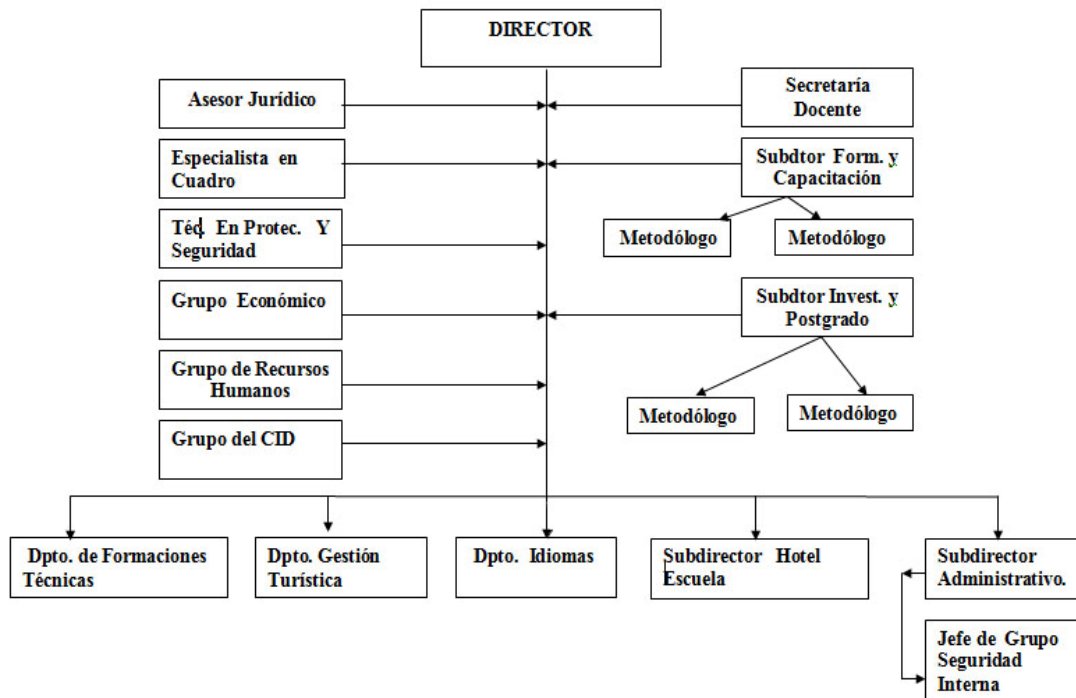 DIRECTOR
Asesor Jurídico
Secretaría
Docente
Especialista en
Cuadro
Subdtor Form. y
Capacitación
Téc. En Protec. Y
Seguridad
Metodólogo
Metodólogo
Grupo Económico
Subdtor Invest. y
Postgrado
Grupo de Recursos
Humanos
Metodólogo
Metodólogo
Grupo del CID
Dpto. de Formaciones
Técnicas
Dpto. Gestión
Turística
Dpto. Idiomas
Subdirector Hotel
Escuela
Subdirector
Administrativo.
Jefe de Grupo
Seguridad
Interna